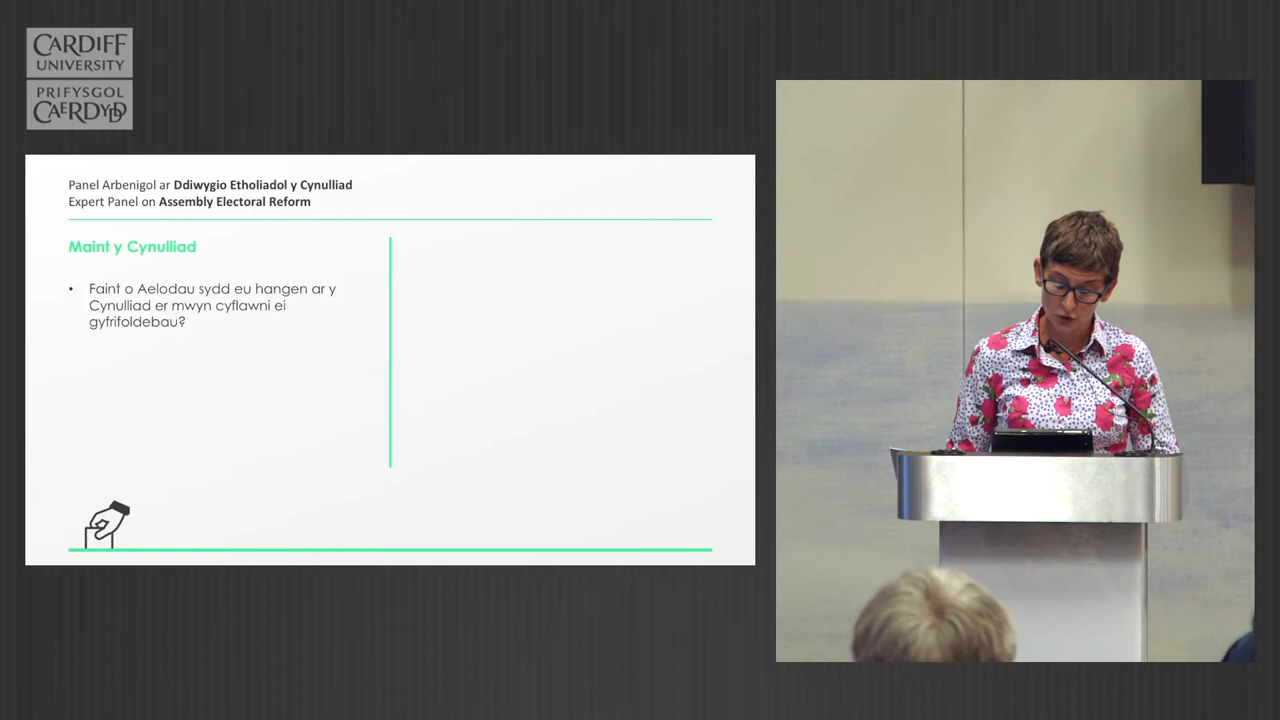 CARDIFF
UNIVERSITY
PRIFYSGOL
CAERDYDD
Panel Arbenigol ar Ddiwygio Etholiadol y Cynulliad
Expert Panel on Assembly Electoral Reform
Maint y Cynulliad
• Faint o Aelodau sydd eu hangen ar y
Cynulliad er mwyn cyflawni ei
gyfrifoldebau?